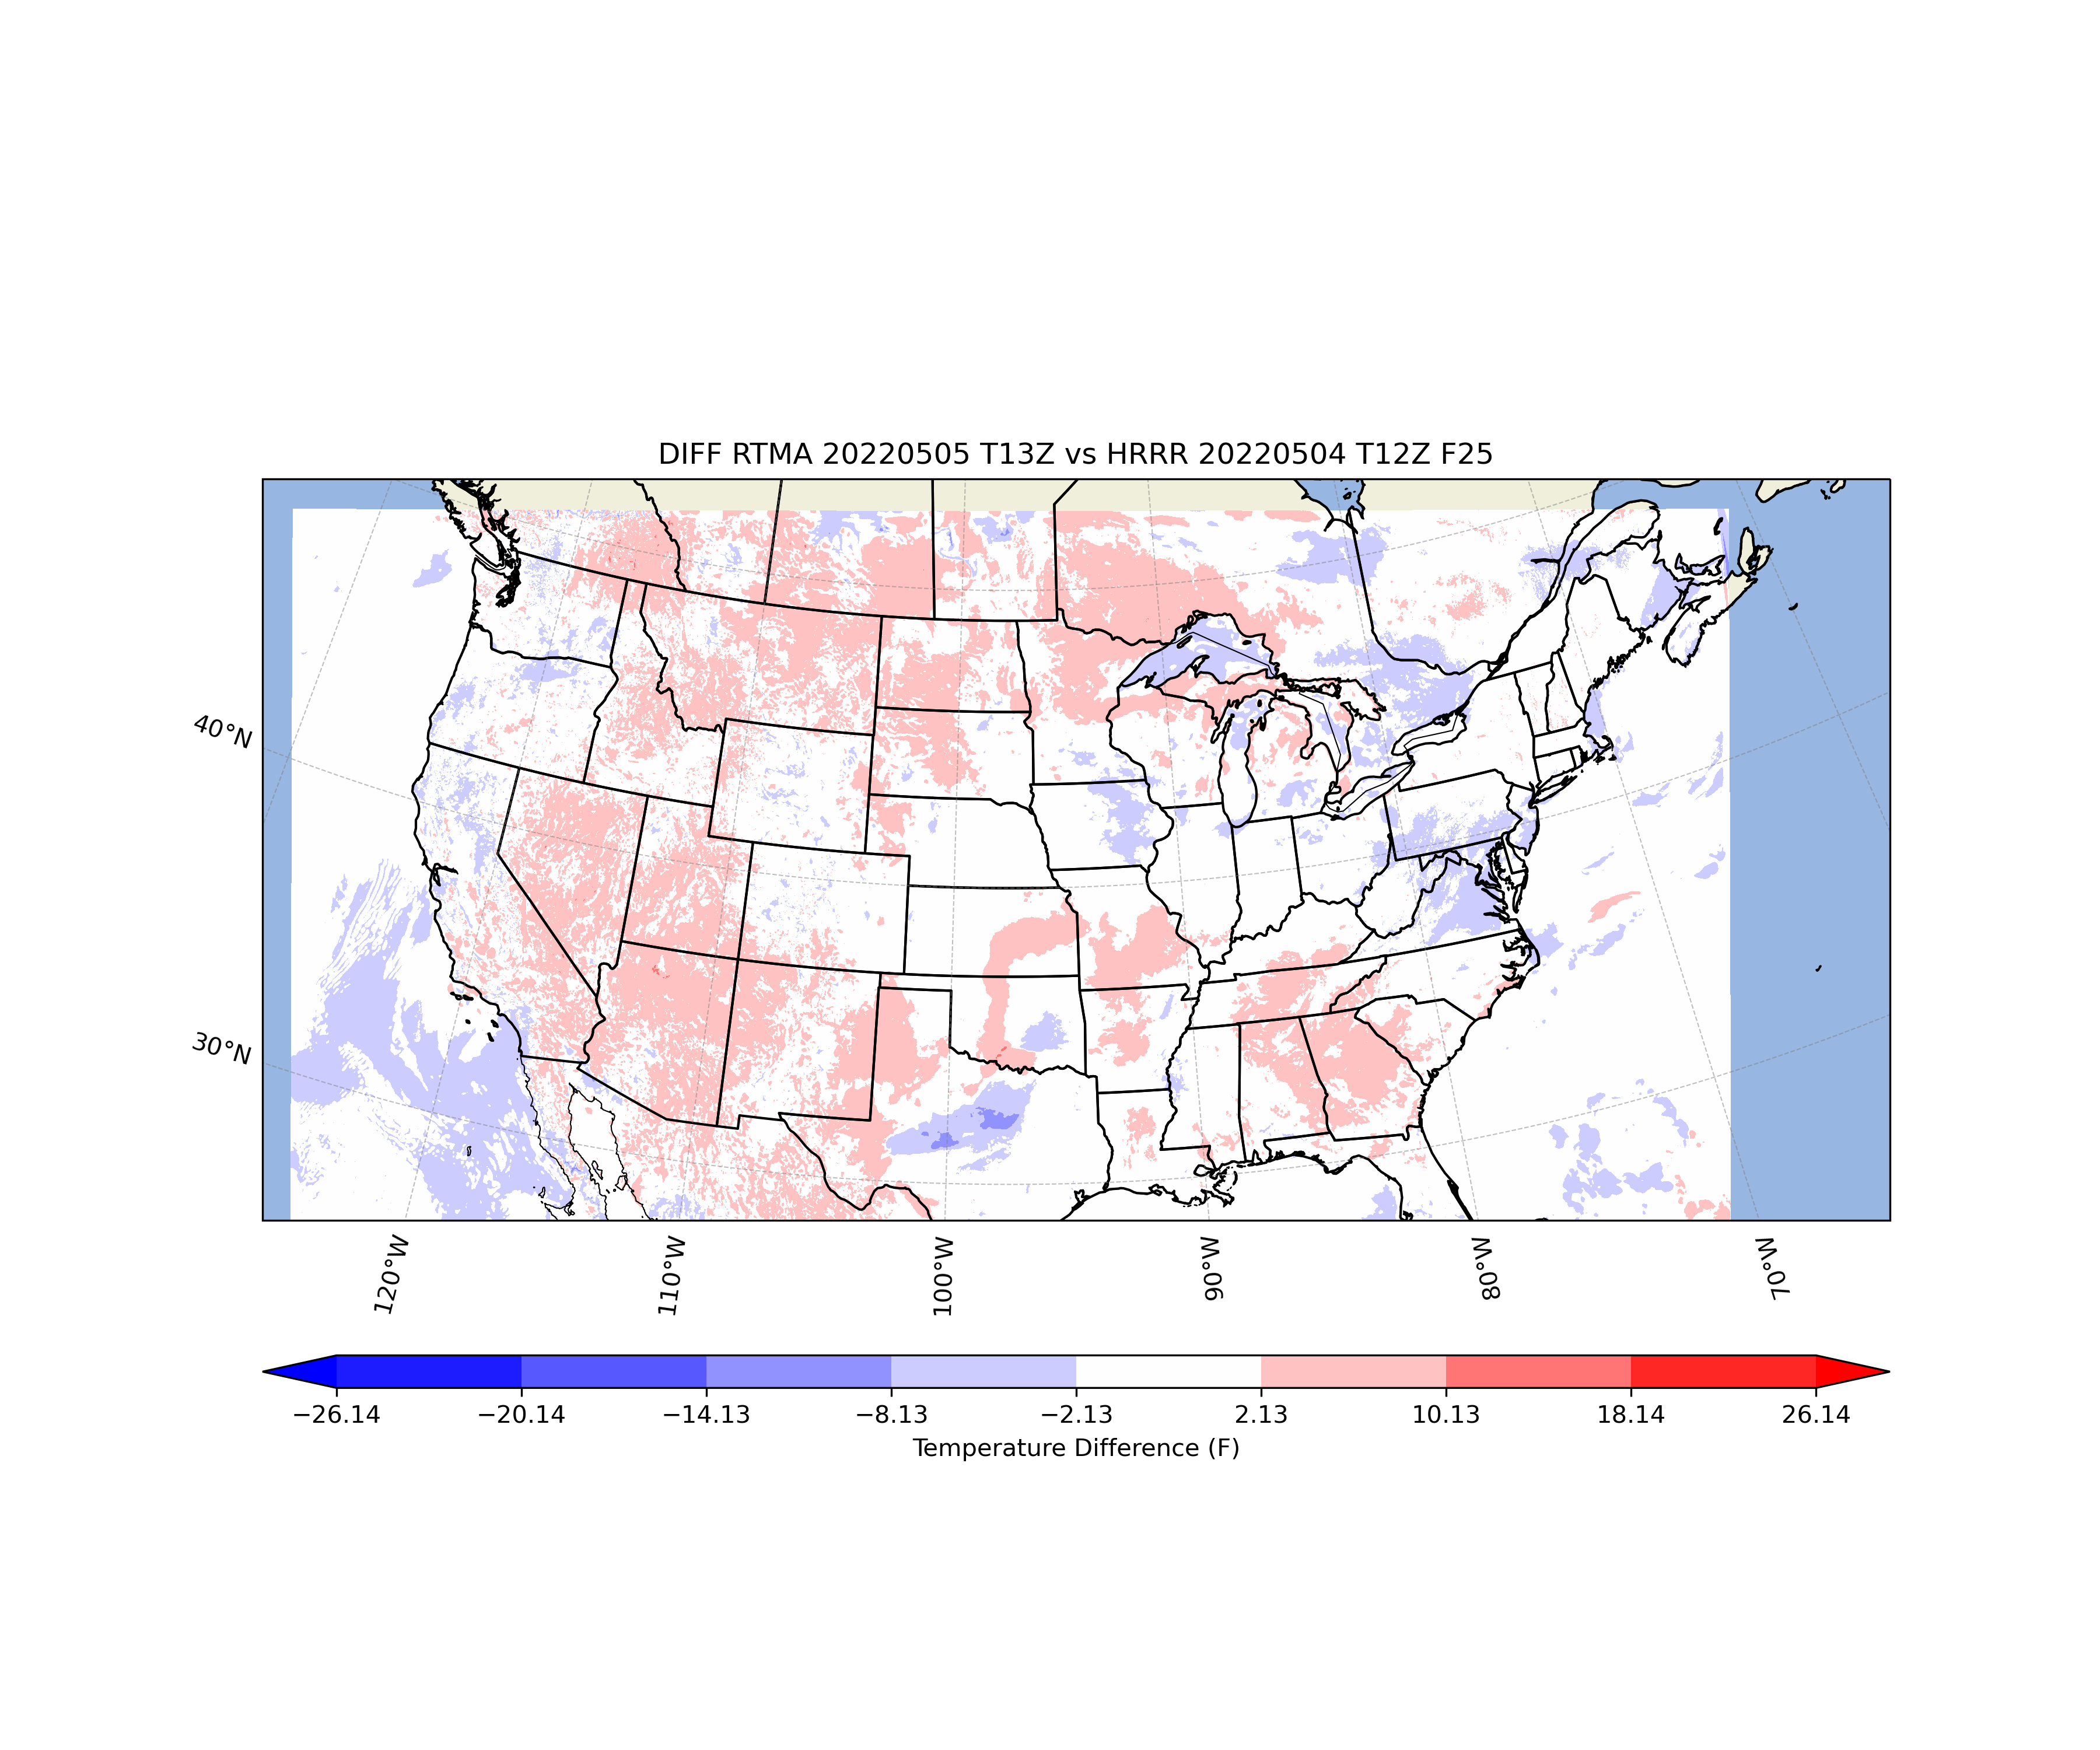 DIFF RTMA 20220505 T13Z vs HRRR 20220504 T12Z F25
40°N
30°N
120°W
110°W
100°W
90°W
80°W
70°W
−26.14
−20.14
−14.13
−8.13
−2.13
2.13
10.13
18.14
26.14
Temperature Difference (F)